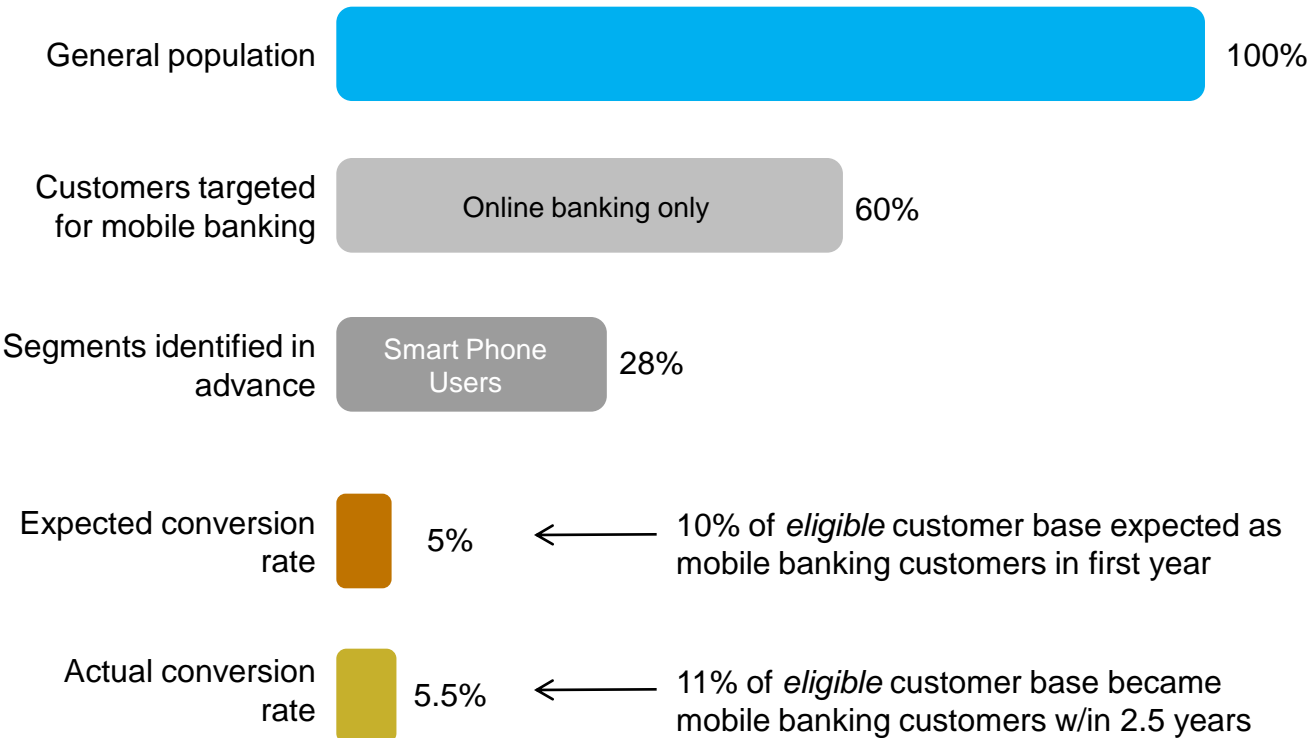 General population
100%
Customers targeted
for mobile banking
Online banking only
60%
Segments identified in
advance
Smart Phone
Users
28%
Expected conversion
rate
5%
10% of eligible customer base expected as
mobile banking customers in first year
Actual conversion
rate
5.5%
11% of eligible customer base became
mobile banking customers w/in 2.5 years